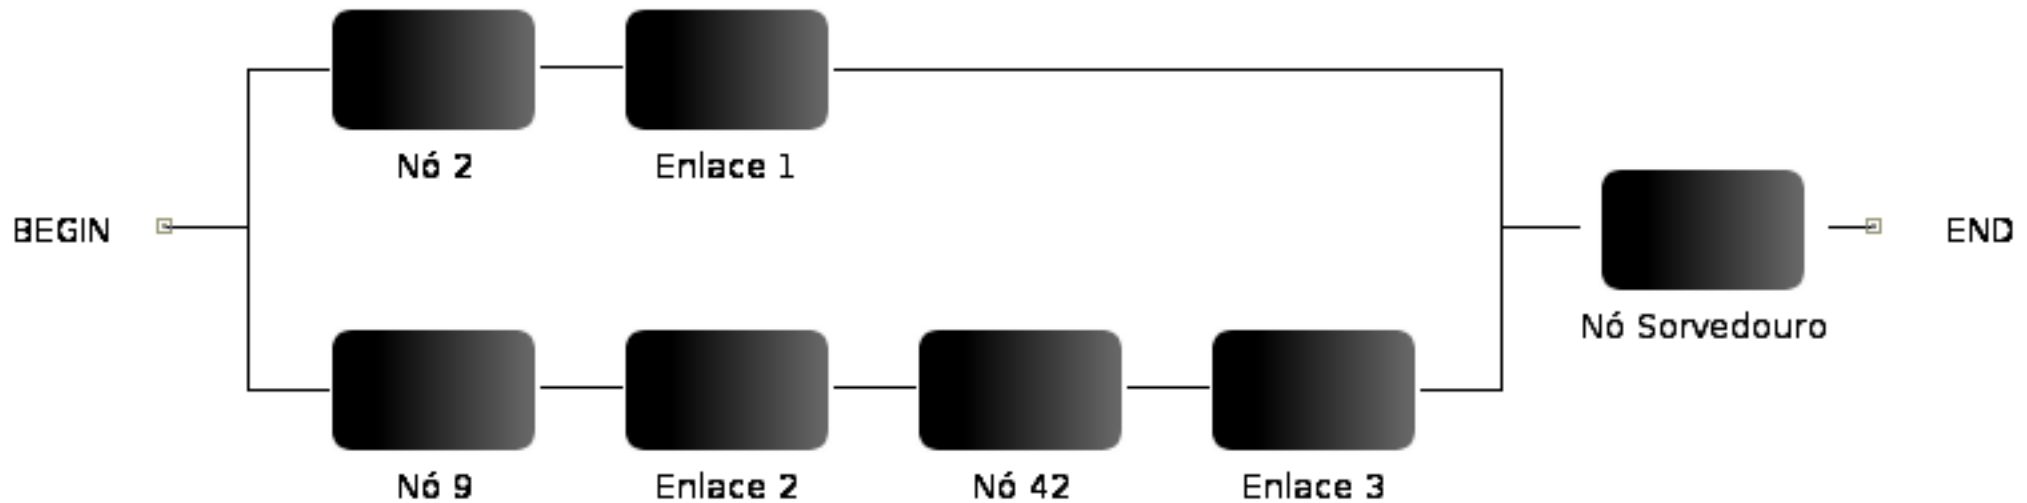 Nó 2
Enlace 1
BEGIN
END
Nó Sorvedouro
Nó 9
Enlace 2
Nó 42
Enlace 3